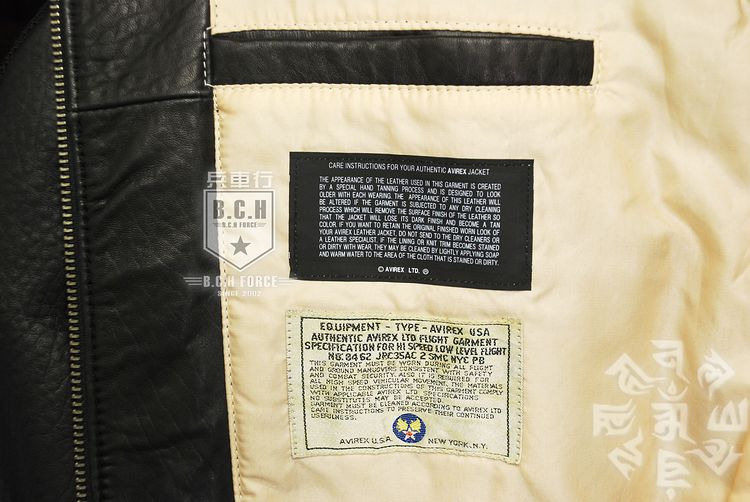 CARE INSTRUCTIONS FOR YOUR AUTHENTIC AVIREX JACKET
THE APPEARANCE OF THE LEATHER USED IN THIS GARMENT IS CREATED
BY A SPECIAL HAND TANNING PROCESS AND IS DESIGNED TO LOOK
OLDER WITH EACH WEARING. THE APPEARANCE OF THIS LEATHER WILL
BE ALTERED IF THE GARMENT IS SUBJECTED TO ANY DRY CLEANING
PROCESS WHICH WILL REMOVE THE SURFACE FINISH OF THE LEATHER SO
THAT THE JACKET WILL LOSE ITS DARK FINISH AND BECOME A TAN
COLOR. IF YOU WANT TO RETAIN THE ORIGINAL FINISHED WORN LOOK OF
YOUR AVIREX LEATHER JACKET, DO NOT SEND TO THE DRY CLEANERS OR
A LEATHER SPECIALIST. IF THE LINING OR KNIT TRIM BECOMES STAINED
OR DIRTY WITH WEAR, THEY MAY BE CLEANED BY LIGHTLY APPLYING SOAP
AND WARM WATER TO THE AREA OF THE CLOTH THAT IS STAINED OR DIRTY.
© AVIREX LTD. ®
兵車行
B.C.H
B.C.H FORCE
B.C.H FORCE
SINCE 2002
EQUIPMENT - TYPE - AVIREX USA
AUTHENTIC AVIREX LTD FLIGHT GARMENT
SPECIFICATION FOR HI SPEED LOW LEVEL FLIGHT
NO: 8462 JPC35AC 2 SMC NYC PB
THIS GARMENT MUST BE WORN DURING ALL FLIGHT
AND GROUND MANUOVERS CONSISTENT WITH SAFETY
AND COMBAT SECURITY. ALSO IT IS REQUIRED FOR
ALL HIGH SPEED VEHICULAR MOVEMENT. THE MATERIALS
USED IN THE CONSTRUCTIONS OF THIS GARMENT COMPLY
WITH APPLICABLE AVIREX LTD SPECIFICATIONS
NO SUBSTITUTES MAY BE ACCEPTED.
GARMENT MUST BE CLEANED ACCORDING TO AVIREX LTD
CARE INSTRUCTIONS TO PRESERVE THEIR CONTINUED
USEFULNESS.
AVIREX U.S.A. NEW YORK. N.Y.